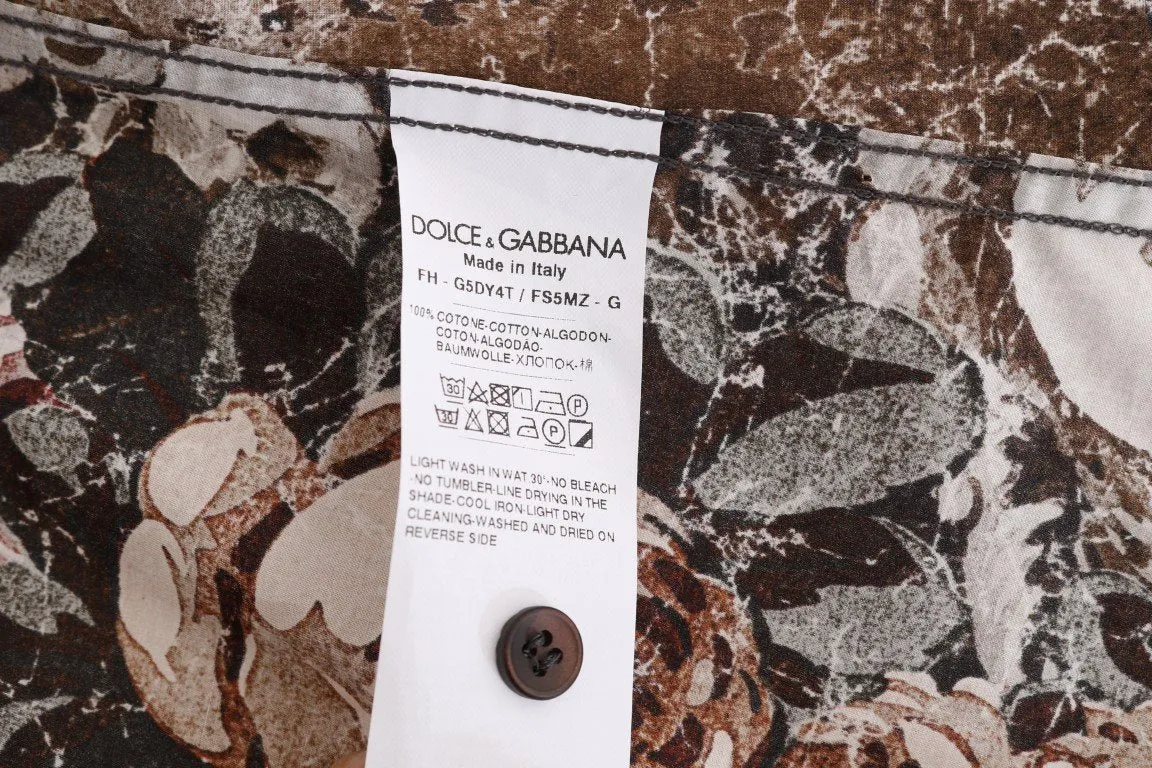 DOLCE & GABBANA
Made in Italy
FH - G5DY4T / FS5MZ - G
100% COTONE-COTTON-ALGODON-
COTON-ALGODÃO-
BAUMWOLLE-ХЛОПОК-棉
30 P
30 P
LIGHT WASH IN WAT 30°-NO BLEACH
-NO TUMBLER-LINE DRYING IN THE
SHADE-COOL IRON-LIGHT DRY
CLEANING-WASHED AND DRIED ON
REVERSE SIDE